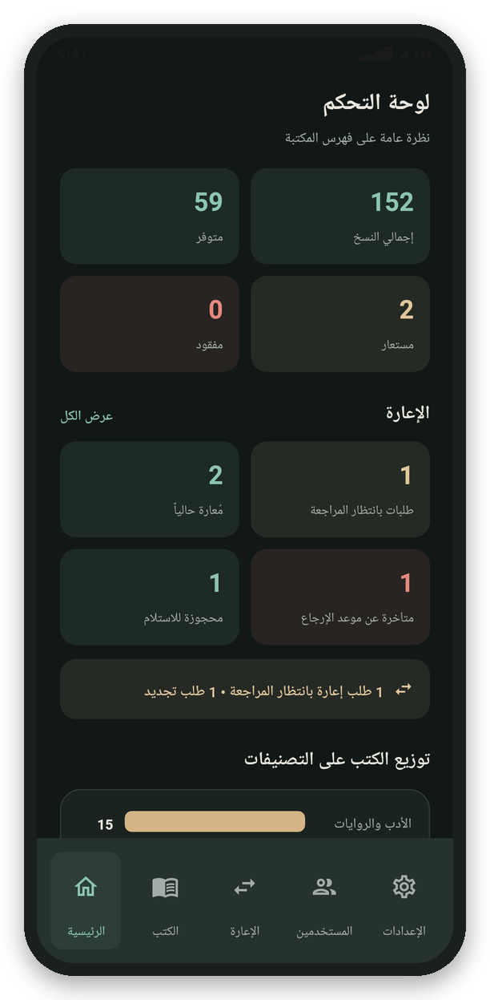 9:41
لوحة التحكم
نظرة عامة على فهرس المكتبة
152
إجمالي النسخ
59
متوفر
2
مستعار
0
مفقود
الإعارة
عرض الكل
1
طلبات بانتظار المراجعة
2
مُعارة حالياً
1
متأخرة عن موعد الإرجاع
1
محجوزة للاستلام
1 طلب إعارة بانتظار المراجعة • 1 طلب تجديد
توزيع الكتب على التصنيفات
الأدب والروايات
15
الإعدادات
المستخدمين
الإعارة
الكتب
الرئيسية